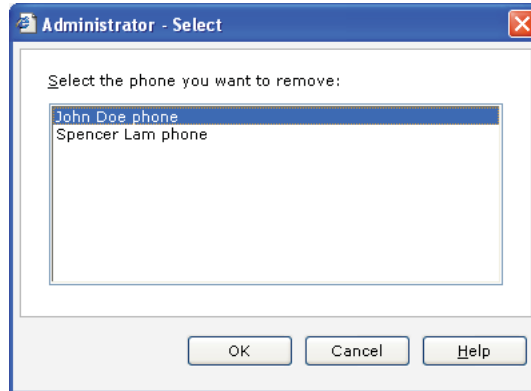 Administrator - Select
Select the phone you want to remove:
John Doe phone
Spencer Lam phone
OK
Cancel
Help